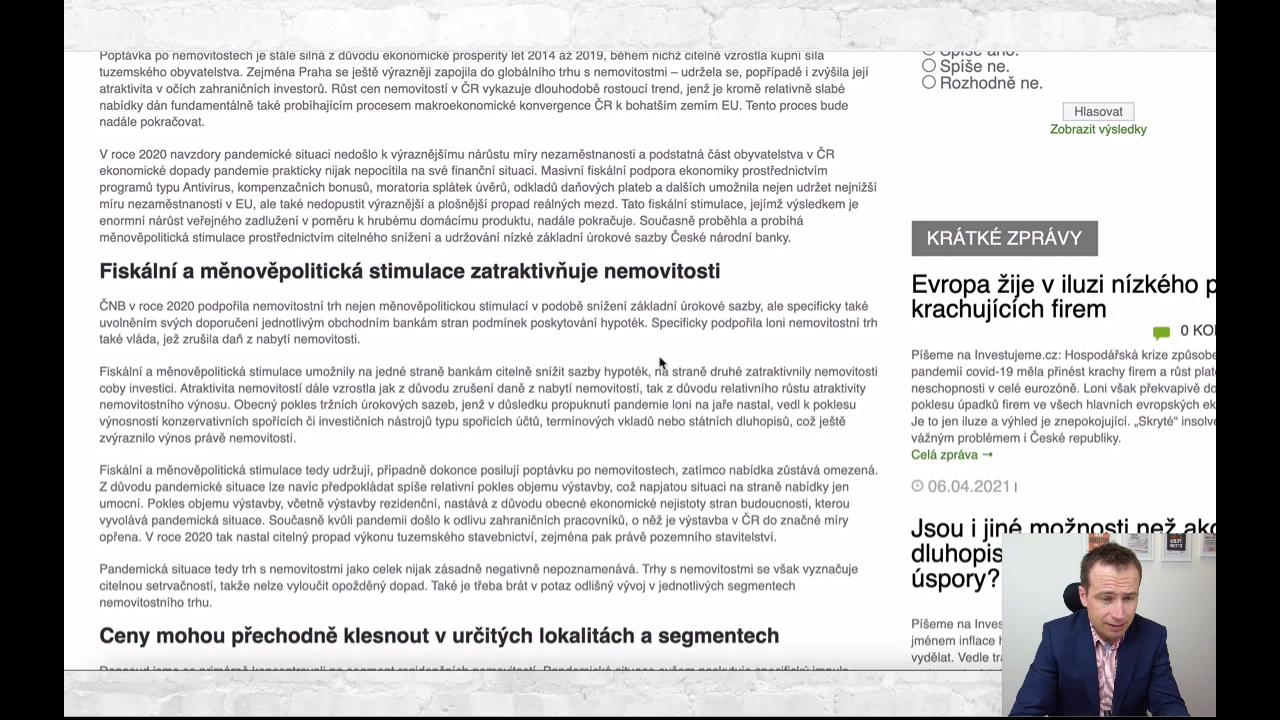 Poptávka po nemovitostech je stále silná z důvodu ekonomické prosperity let 2014 až 2019, během nichž citelně vzrostla kupní síla
tuzemského obyvatelstva. Zejména Praha se ještě výrazněji zapojila do globálního trhu s nemovitostmi – udržela se, popřípadě i zvýšila její
atraktivita v očích zahraničních investorů. Růst cen nemovitostí v ČR vykazuje dlouhodobě rostoucí trend, jenž je kromě relativně slabé
nabídky dán fundamentálně také probíhajícím procesem makroekonomické konvergence ČR k bohatším zemím EU. Tento proces bude
nadále pokračovat.
V roce 2020 navzdory pandemické situaci nedošlo k výraznějšímu nárůstu míry nezaměstnanosti a podstatná část obyvatelstva v ČR
ekonomické dopady pandemie prakticky nijak nepocítila na své finanční situaci. Masivní fiskální podpora ekonomiky prostřednictvím
programů typu Antivirus, kompenzačních bonusů, moratoria splátek úvěrů, odkladů daňových plateb a dalších umožnila nejen udržet nejnižší
míru nezaměstnanosti v EU, ale také nedopustit výraznější a plošnější propad reálných mezd. Tato fiskální stimulace, jejímž výsledkem je
enormní nárůst veřejného zadlužení v poměru k hrubému domácímu produktu, nadále pokračuje. Současně proběhla a probíhá
měnověpolitická stimulace prostřednictvím citelného snížení a udržování nízké základní úrokové sazby České národní banky.
Fiskální a měnověpolitická stimulace zatraktivňuje nemovitosti
ČNB v roce 2020 podpořila nemovitostní trh nejen měnověpolitickou stimulací v podobě snížení základní úrokové sazby, ale specificky také
uvolněním svých doporučení jednotlivým obchodním bankám stran podmínek poskytování hypoték. Specificky podpořila loni nemovitostní trh
také vláda, jež zrušila daň z nabytí nemovitostí.
Fiskální a měnověpolitická stimulace umožnily na jedné straně bankám citelně snížit sazby hypoték, na straně druhé zatraktivnily nemovitosti
coby investici. Atraktivita nemovitostí dále vzrostla jak z důvodu zrušení daně z nabytí nemovitostí, tak z důvodu relativního růstu atraktivity
nemovitostního výnosu. Obecný pokles tržních úrokových sazeb, jenž v důsledku propuknutí pandemie loni na jaře nastal, vedl k poklesu
výnosnosti konzervativních spořících či investičních nástrojů typu spořicích účtů, termínových vkladů nebo státních dluhopisů, což ještě
zvýraznilo výnos právě nemovitostí.
Fiskální a měnověpolitická stimulace tedy udržují, případně dokonce posilují poptávku po nemovitostech, zatímco nabídka zůstává omezená.
Z důvodu pandemické situace lze navíc předpokládat spíše relativní pokles objemu výstavby, což napjatou situaci na straně nabídky jen
umocní. Pokles objemu výstavby, včetně výstavby rezidenční, nastává z důvodu obecné ekonomické nejistoty stran budoucnosti, kterou
vyvolává pandemická situace. Současně kvůli pandemii došlo k odlivu zahraničních pracovníků, o něž je výstavba v ČR do značné míry
opřena. V roce 2020 tak nastal citelný propad výkonu tuzemského stavebnictví, zejména pak právě pozemního stavitelství.
Pandemická situace tedy trh s nemovitostmi jako celek nijak zásadně negativně nepoznamenává. Trhy s nemovitostmi se však vyznačuje
citelnou setrvačností, takže nelze vyloučit opožděný dopad. Také je třeba brát v potaz odlišný vývoj v jednotlivých segmentech
nemovitostního trhu.
Ceny mohou přechodně klesnout v určitých lokalitách a segmentech
Spíše ano.
Spíše ne.
Rozhodně ne.
Hlasovat
Zobrazit výsledky
KRÁTKÉ ZPRÁVY
Evropa žije v iluzi nízkého p
krachujících firem
0 KO
Píšeme na Investujeme.cz: Hospodářská krize způsobe
pandemií covid-19 měla přinést krachy firem a růst plate
neschopnosti v celé eurozóně. Loni však překvapivě do
poklesu úpadků firem ve všech hlavních evropských ek
Je to jen iluze a výhled je znepokojující. „Skryté“ insolve
vážným problémem i České republiky.
Celá zpráva →
06.04.2021 |
Jsou i jiné možnosti než ako
dluhopis
úspory?
Píšeme na Inves
jménem inflace
vydělat. Vedle tra